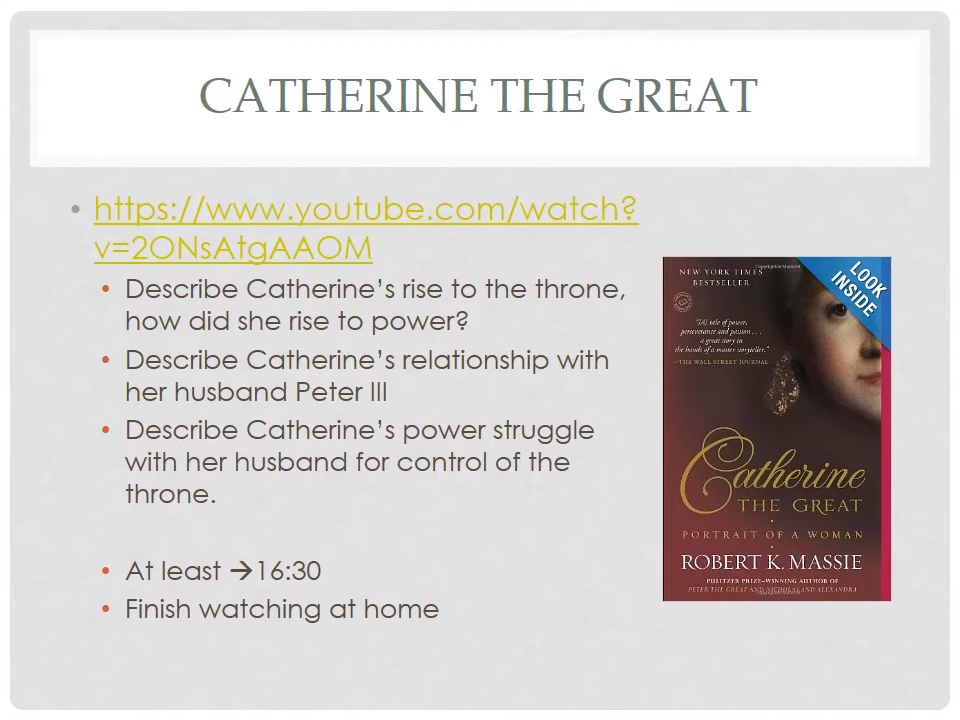 CATHERINE THE GREAT
• https://www.youtube.com/watch?
v=2ONsAtgAAOM
• Describe Catherine's rise to the throne,
how did she rise to power?
• Describe Catherine's relationship with
her husband Peter III
• Describe Catherine's power struggle
with her husband for control of the
throne.
• At least →16:30
• Finish watching at home
Copyrighted Material
LOOK
INSIDE
NEW YORK TIMES
BESTSELLER
"[A] tale of power,
perseverance and passion . . .
a great story in
the hands of a master storyteller."
—THE WALL STREET JOURNAL
Catherine
THE GREAT
PORTRAIT OF A WOMAN
ROBERT K. MASSIE
PULITZER PRIZE–WINNING AUTHOR OF
PETER THE GREAT AND NICHOLAS AND ALEXANDRA
Copyrighted Material